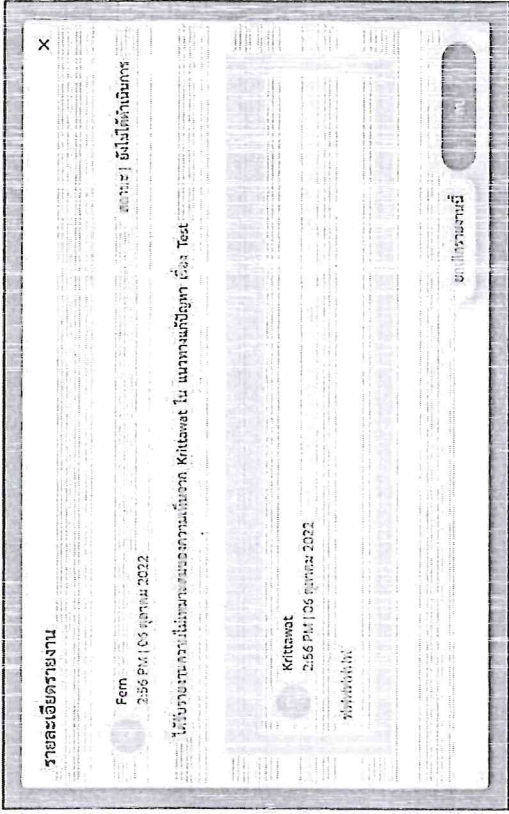 รายละเอียดรายงาน
×
Fern
2:56 PM | 06 ตุลาคม 2022
สถานะ | ยังไม่ได้ดำเนินการ
ได้รับรายงานความไม่เหมาะสมของความเห็นจาก Krittawat ใน แนวทางแก้ปัญหา เรื่อง Test
Krittawat
2:56 PM | 06 ตุลาคม 2022
ยกเลิกรายงานนี้